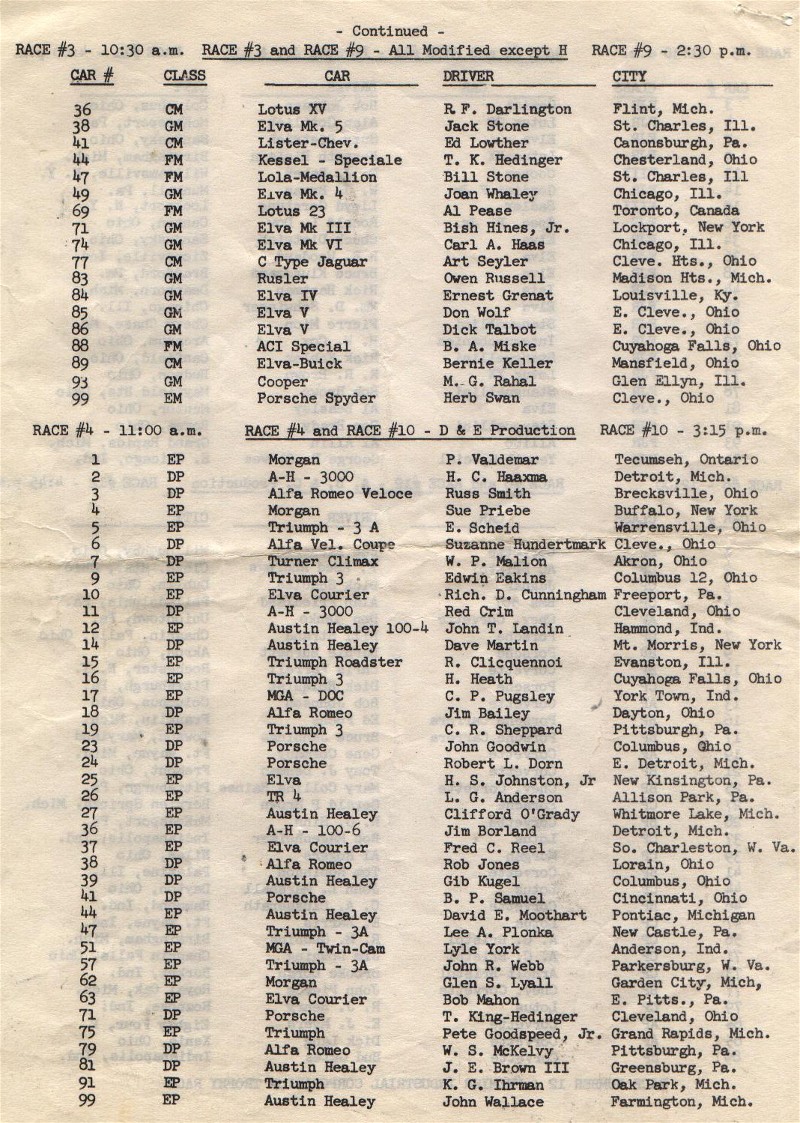 - Continued -
RACE #3 - 10:30 a.m. RACE #3 and RACE #9 - All Modified except H RACE #9 - 2:30 p.m.
CAR # CLASS CAR DRIVER CITY
36 CM Lotus XV R F. Darlington Flint, Mich.
38 GM Elva Mk. 5 Jack Stone St. Charles, Ill.
41 CM Lister-Chev. Ed Lowther Canonsburgh, Pa.
44 FM Kessel - Speciale T. K. Hedinger Chesterland, Ohio
47 FM Lola-Medallion Bill Stone St. Charles, Ill
49 GM Elva Mk. 4 Joan Whaley Chicago, Ill.
69 FM Lotus 23 Al Pease Toronto, Canada
71 GM Elva Mk III Bish Hines, Jr. Lockport, New York
74 GM Elva Mk VI Carl A. Haas Chicago, Ill.
77 CM C Type Jaguar Art Seyler Cleve. Hts., Ohio
83 GM Rusler Owen Russell Madison Hts., Mich.
84 GM Elva IV Ernest Grenat Louisville, Ky.
85 GM Elva V Don Wolf E. Cleve., Ohio
86 GM Elva V Dick Talbot E. Cleve., Ohio
88 FM ACI Special B. A. Miske Cuyahoga Falls, Ohio
89 CM Elva-Buick Bernie Keller Mansfield, Ohio
93 GM Cooper M. G. Rahal Glen Ellyn, Ill.
99 EM Porsche Spyder Herb Swan Cleve., Ohio
RACE #4 - 11:00 a.m. RACE #4 and RACE #10 - D & E Production RACE #10 - 3:15 p.m.
1 EP Morgan P. Valdemar Tecumseh, Ontario
2 DP A-H - 3000 H. C. Haaxma Detroit, Mich.
3 DP Alfa Romeo Veloce Russ Smith Brecksville, Ohio
4 EP Morgan Sue Priebe Buffalo, New York
5 EP Triumph - 3 A E. Scheid Warrensville, Ohio
6 DP Alfa Vel. Coupe Suzanne Hundertmark Cleve., Ohio
7 DP Turner Climax W. P. Malion Akron, Ohio
9 EP Triumph 3 Edwin Eakins Columbus 12, Ohio
10 EP Elva Courier Rich. D. Cunningham Freeport, Pa.
11 DP A-H - 3000 Red Crim Cleveland, Ohio
12 EP Austin Healey 100-4 John T. Landin Hammond, Ind.
14 DP Austin Healey Dave Martin Mt. Morris, New York
15 EP Triumph Roadster R. Clicquennoi Evanston, Ill.
16 EP Triumph 3 H. Heath Cuyahoga Falls, Ohio
17 EP MGA - DOC C. P. Pugsley York Town, Ind.
18 DP Alfa Romeo Jim Bailey Dayton, Ohio
19 EP Triumph 3 C. R. Sheppard Pittsburgh, Pa.
23 DP Porsche John Goodwin Columbus, Ohio
24 DP Porsche Robert L. Dorn E. Detroit, Mich.
25 EP Elva H. S. Johnston, Jr New Kinsington, Pa.
26 EP TR 4 L. G. Anderson Allison Park, Pa.
27 EP Austin Healey Clifford O'Grady Whitmore Lake, Mich.
36 EP A-H - 100-6 Jim Borland Detroit, Mich.
37 EP Elva Courier Fred C. Reel So. Charleston, W. Va.
38 DP Alfa Romeo Rob Jones Lorain, Ohio
39 DP Austin Healey Gib Kugel Columbus, Ohio
41 DP Porsche B. P. Samuel Cincinnati, Ohio
44 EP Austin Healey David E. Moothart Pontiac, Michigan
47 EP Triumph - 3A Lee A. Plonka New Castle, Pa.
51 EP MGA - Twin-Cam Lyle York Anderson, Ind.
57 EP Triumph - 3A John R. Webb Parkersburg, W. Va.
62 EP Morgan Glen S. Lyall Garden City, Mich,
63 EP Elva Courier Bob Mahon E. Pitts., Pa.
71 DP Porsche T. King-Hedinger Cleveland, Ohio
75 EP Triumph Pete Goodspeed, Jr. Grand Rapids, Mich.
79 DP Alfa Romeo W. S. McKelvy Pittsburgh, Pa.
81 DP Austin Healey J. E. Brown III Greensburg, Pa.
91 EP Triumph K. G. Ihrman Oak Park, Mich.
99 EP Austin Healey John Wallace Farmington, Mich.